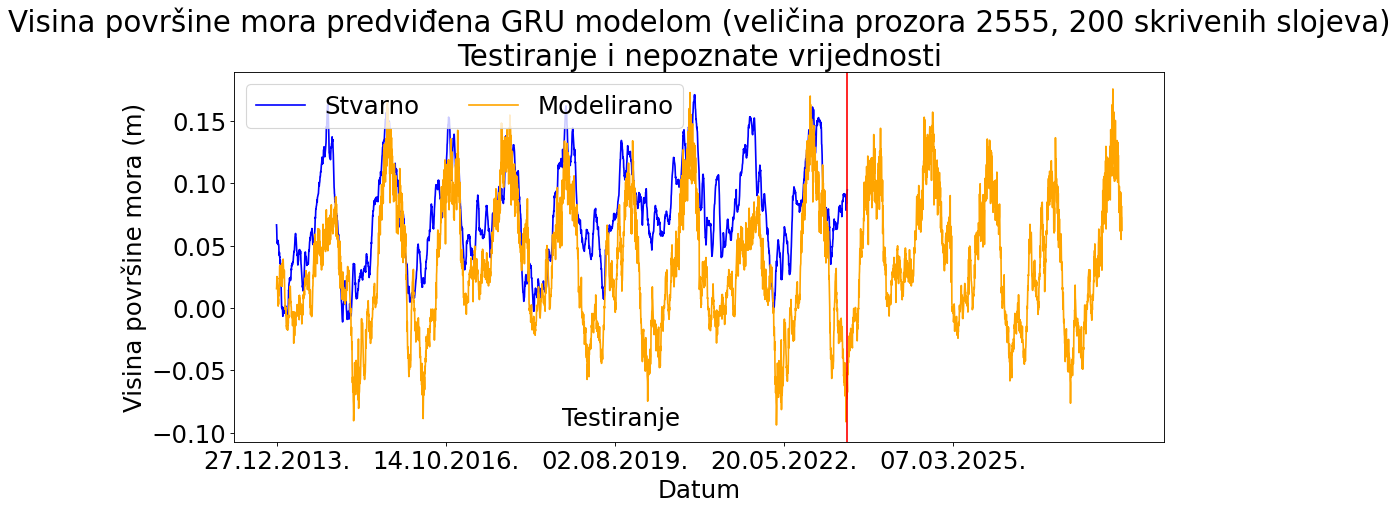 Visina površine mora predviđena GRU modelom (veličina prozora 2555, 200 skrivenih slojeva)
Testiranje i nepoznate vrijednosti
Stvarno Modelirano
Visina površine mora (m)
0.15
0.10
0.05
0.00
−0.05
−0.10
Testiranje
27.12.2013. 14.10.2016. 02.08.2019. 20.05.2022. 07.03.2025.
Datum